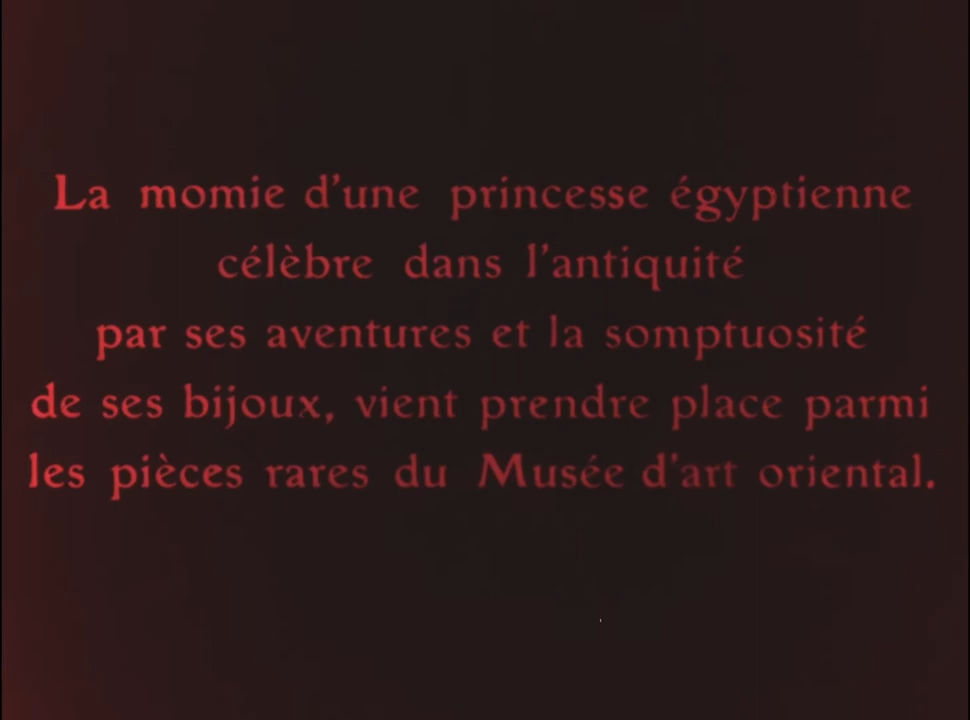 La momie d'une princesse égyptienne
célèbre dans l'antiquité
par ses aventures et la somptuosité
de ses bijoux, vient prendre place parmi
les pièces rares du Musée d'art oriental.